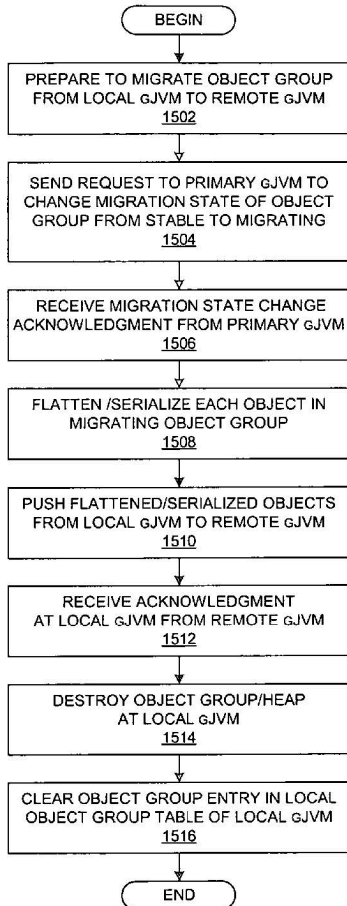 BEGIN
PREPARE TO MIGRATE OBJECT GROUP
FROM LOCAL GJVM TO REMOTE GJVM
1502
SEND REQUEST TO PRIMARY GJVM TO
CHANGE MIGRATION STATE OF OBJECT
GROUP FROM STABLE TO MIGRATING
1504
RECEIVE MIGRATION STATE CHANGE
ACKNOWLEDGMENT FROM PRIMARY GJVM
1506
FLATTEN /SERIALIZE EACH OBJECT IN
MIGRATING OBJECT GROUP
1508
PUSH FLATTENED/SERIALIZED OBJECTS
FROM LOCAL GJVM TO REMOTE GJVM
1510
RECEIVE ACKNOWLEDGMENT
AT LOCAL GJVM FROM REMOTE GJVM
1512
DESTROY OBJECT GROUP/HEAP
AT LOCAL GJVM
1514
CLEAR OBJECT GROUP ENTRY IN LOCAL
OBJECT GROUP TABLE OF LOCAL GJVM
1516
END